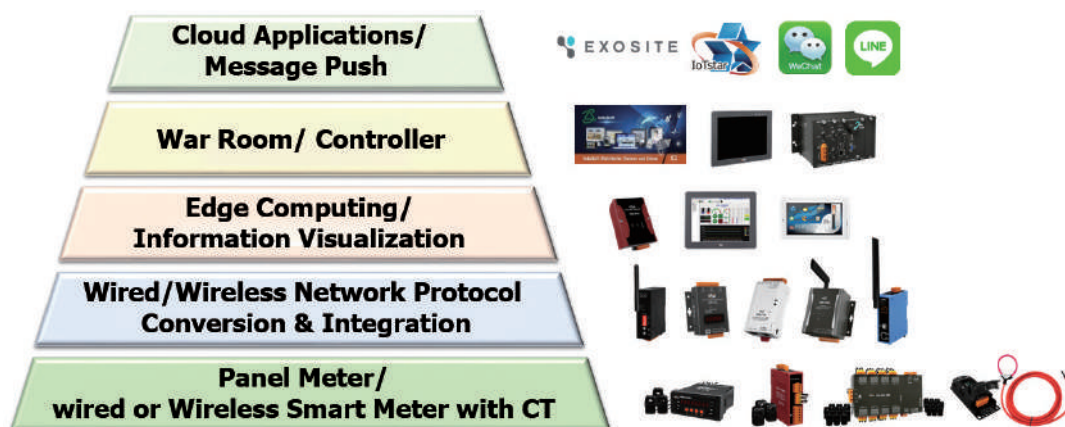 Cloud Applications/
Message Push
EXOSITE
IoTstar
WeChat
LINE
War Room/ Controller
Edge Computing/
Information Visualization
Wired/Wireless Network Protocol
Conversion & Integration
Panel Meter/
wired or Wireless Smart Meter with CT